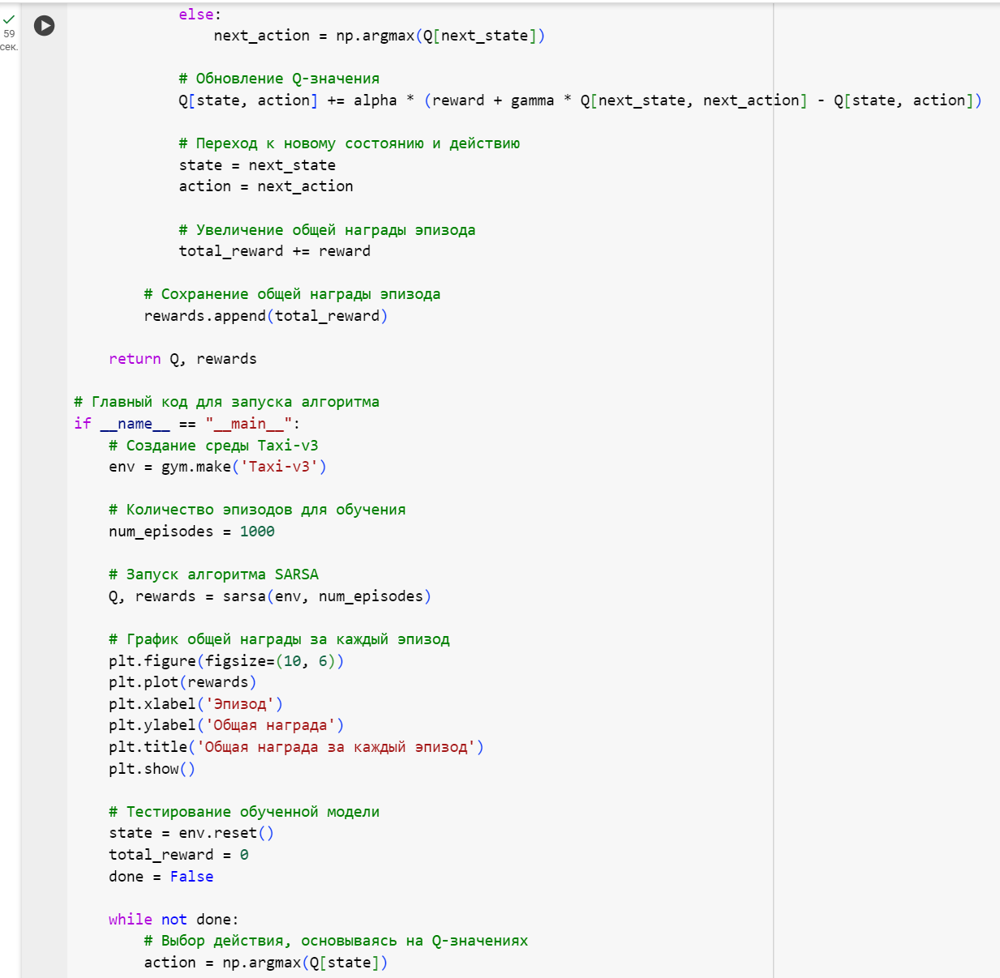 59
сек.
else:
next_action = np.argmax(Q[next_state])
# Обновление Q-значения
Q[state, action] += alpha * (reward + gamma * Q[next_state, next_action] - Q[state, action])
# Переход к новому состоянию и действию
state = next_state
action = next_action
# Увеличение общей награды эпизода
total_reward += reward
# Сохранение общей награды эпизода
rewards.append(total_reward)
return Q, rewards
# Главный код для запуска алгоритма
if __name__ == "__main__":
# Создание среды Taxi-v3
env = gym.make('Taxi-v3')
# Количество эпизодов для обучения
num_episodes = 1000
# Запуск алгоритма SARSA
Q, rewards = sarsa(env, num_episodes)
# График общей награды за каждый эпизод
plt.figure(figsize=(10, 6))
plt.plot(rewards)
plt.xlabel('Эпизод')
plt.ylabel('Общая награда')
plt.title('Общая награда за каждый эпизод')
plt.show()
# Тестирование обученной модели
state = env.reset()
total_reward = 0
done = False
while not done:
# Выбор действия, основываясь на Q-значениях
action = np.argmax(Q[state])